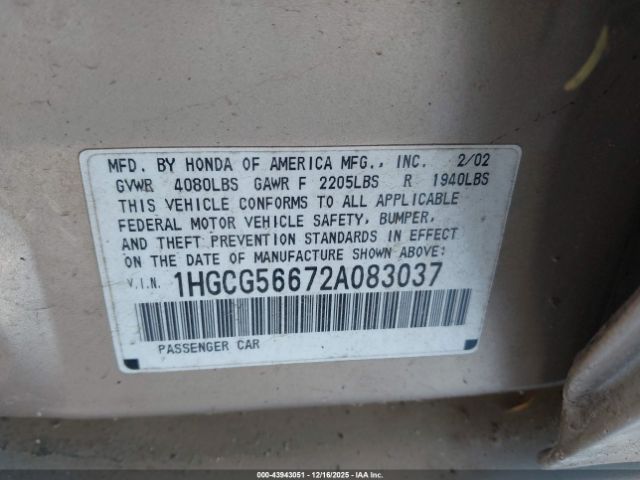 MFD. BY HONDA OF AMERICA MFG., INC. 2/02
GVWR 4080LBS GAWR F 2205LBS R 1940LBS
THIS VEHICLE CONFORMS TO ALL APPLICABLE
FEDERAL MOTOR VEHICLE SAFETY, BUMPER,
AND THEFT PREVENTION STANDARDS IN EFFECT
ON THE DATE OF MANUFACTURE SHOWN ABOVE:
V.I.N. 1HGCG56672A083037
PASSENGER CAR
IAA - 43943051 - 12/16/2025 - COPYRIGHTED